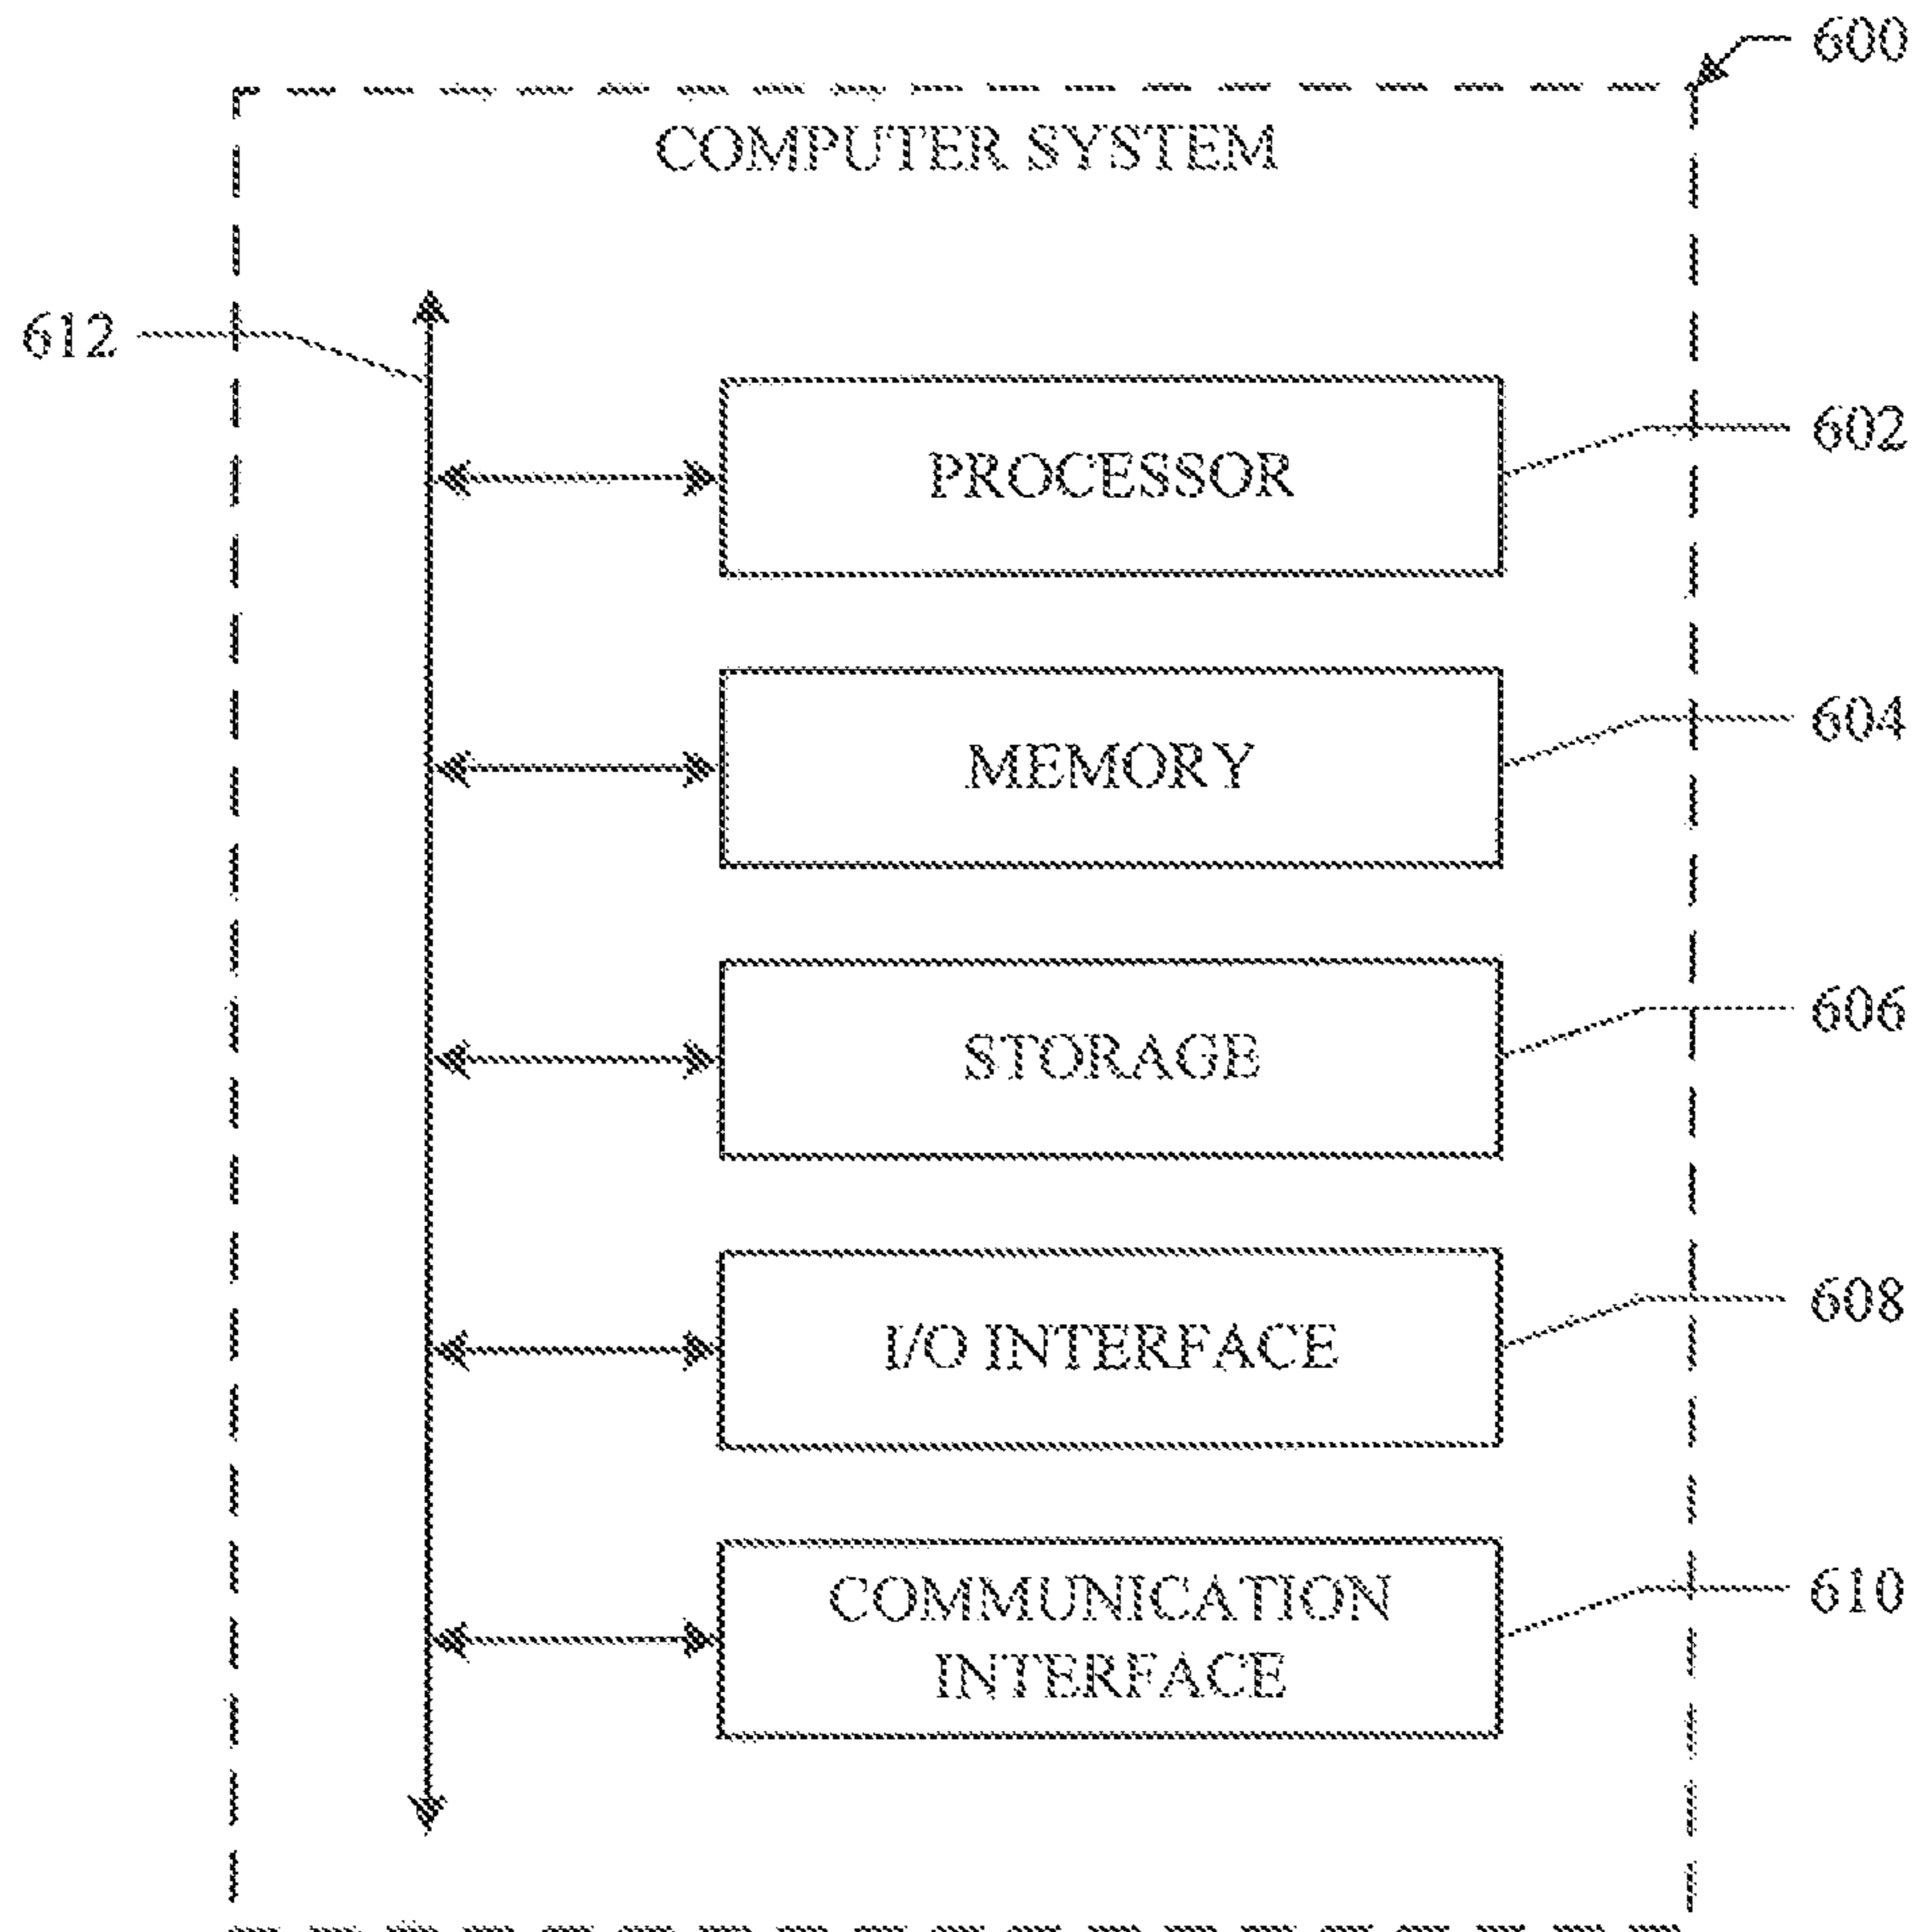 600
COMPUTER SYSTEM
612
602
PROCESSOR
604
MEMORY
606
STORAGE
608
I/O INTERFACE
610
COMMUNICATION
INTERFACE